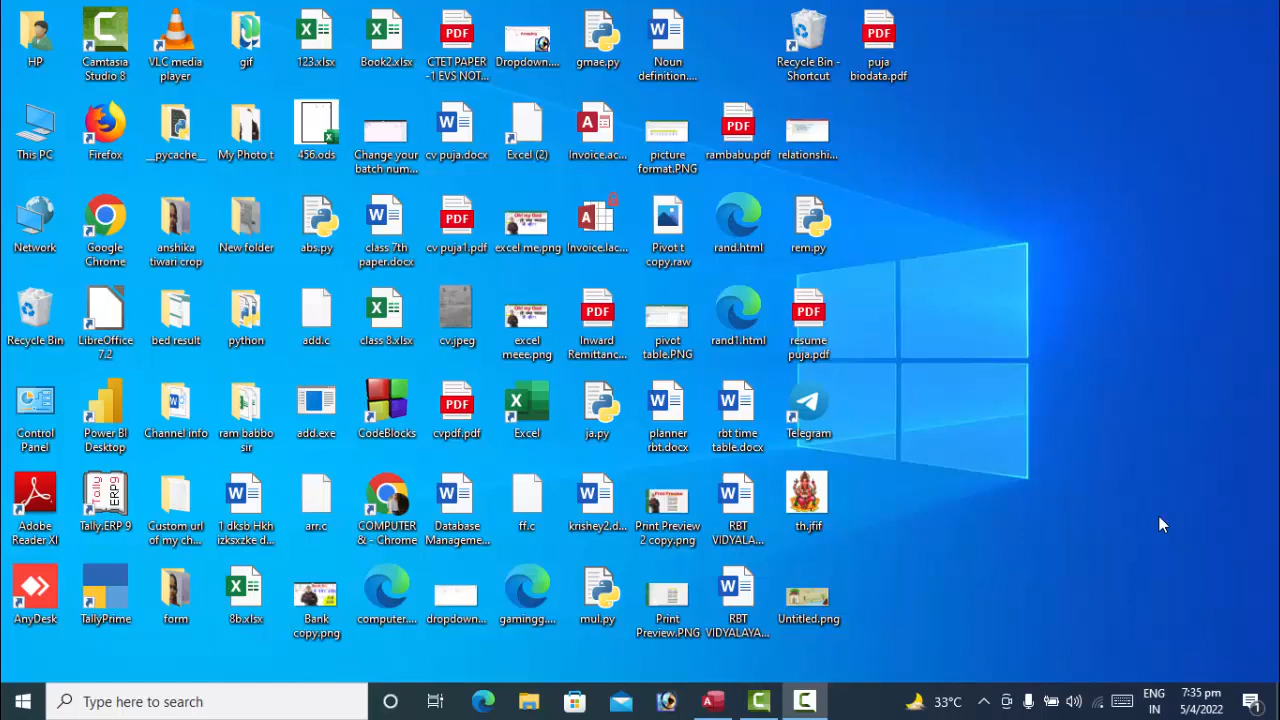 HP
Camtasia Studio 8
VLC media player
gif
123.xlsx
Book2.xlsx
PDF
CTET PAPER -1 EVS NOT...
Dropdown....
gmae.py
Noun definition....
Recycle Bin - Shortcut
PDF
puja biodata.pdf
This PC
Firefox
__pycache__
My Photo t
456.ods
Change your batch num...
cv puja.docx
Excel (2)
Invoice.ac...
picture format.PNG
PDF
rambabu.pdf
relationshi...
Network
Google Chrome
anshika tiwari crop
New folder
abs.py
class 7th paper.docx
PDF
cv puja1.pdf
excel me.png
Invoice.lac...
Pivot t copy.raw
rand.html
rem.py
Recycle Bin
LibreOffice 7.2
bed result
python
add.c
class 8.xlsx
cv.jpeg
excel meee.png
PDF
Inward Remittanc...
pivot table.PNG
rand1.html
PDF
resume puja.pdf
Control Panel
Power BI Desktop
Channel info
ram babbo sir
add.exe
CodeBlocks
PDF
cvpdf.pdf
Excel
ja.py
planner rbt.docx
rbt time table.docx
Telegram
Adobe Reader XI
Tally.ERP 9
Custom url of my ch...
1 dksb Hkh izksxzke d...
arr.c
COMPUTER & - Chrome
Database Manageme...
ff.c
krishey2.d...
Print Preview 2 copy.png
RBT VIDYALA...
th.jfif
AnyDesk
TallyPrime
form
8b.xlsx
Bank copy.png
computer....
dropdown...
gamingg....
mul.py
Print Preview.PNG
RBT VIDYALAYA...
Untitled.png
Type here to search
33°C
ENG
IN
7:35 pm
5/4/2022
1